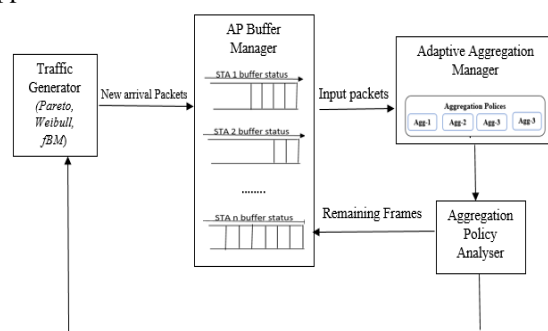 AP Buffer
Manager
Traffic
Generator
(Pareto,
Weibull,
fBM)
New arrival Packets
STA 1 buffer status
STA 2 buffer status
........
STA n buffer status
Input packets
Adaptive Aggregation
Manager
Aggregation Polices
Agg-1 Agg-2 Agg-3 Agg-3
Remaining Frames
Aggregation
Policy
Analyser